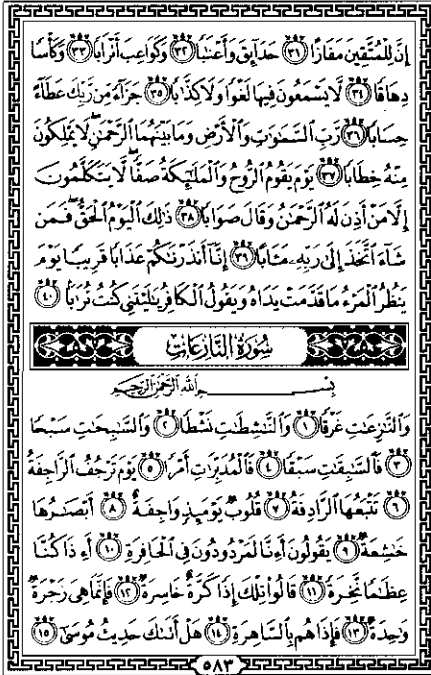 إِنَّ لِلْمُتَّقِينَ مَفَازًا ٣١ حَدَآئِقَ وَأَعْنَٰبًا ٣٢ وَكَوَاعِبَ أَتْرَابًا ٣٣ وَكَأْسًا
دِهَاقًا ٣٤ لَّا يَسْمَعُونَ فِيهَا لَغْوًا وَلَا كِذَّٰبًا ٣٥ جَزَآءً مِّن رَّبِّكَ عَطَآءً
حِسَابًا ٣٦ رَّبِّ ٱلسَّمَٰوَٰتِ وَٱلْأَرْضِ وَمَا بَيْنَهُمَا ٱلرَّحْمَٰنِ لَا يَمْلِكُونَ
مِنْهُ خِطَابًا ٣٧ يَوْمَ يَقُومُ ٱلرُّوحُ وَٱلْمَلَٰٓئِكَةُ صَفًّا لَّا يَتَكَلَّمُونَ
إِلَّا مَنْ أَذِنَ لَهُ ٱلرَّحْمَٰنُ وَقَالَ صَوَابًا ٣٨ ذَٰلِكَ ٱلْيَوْمُ ٱلْحَقُّ فَمَن
شَآءَ ٱتَّخَذَ إِلَىٰ رَبِّهِۦ مَـَٔابًا ٣٩ إِنَّآ أَنذَرْنَٰكُمْ عَذَابًا قَرِيبًا يَوْمَ
يَنظُرُ ٱلْمَرْءُ مَا قَدَّمَتْ يَدَاهُ وَيَقُولُ ٱلْكَافِرُ يَٰلَيْتَنِى كُنتُ تُرَٰبًا ٤٠
سُورَةُ النَّازِعَاتِ
بِسْمِ ٱللَّهِ ٱلرَّحْمَٰنِ ٱلرَّحِيمِ
وَٱلنَّٰزِعَٰتِ غَرْقًا ١ وَٱلنَّٰشِطَٰتِ نَشْطًا ٢ وَٱلسَّٰبِحَٰتِ سَبْحًا
٣ فَٱلسَّٰبِقَٰتِ سَبْقًا ٤ فَٱلْمُدَبِّرَٰتِ أَمْرًا ٥ يَوْمَ تَرْجُفُ ٱلرَّاجِفَةُ
٦ تَتْبَعُهَا ٱلرَّادِفَةُ ٧ قُلُوبٌ يَوْمَئِذٍ وَاجِفَةٌ ٨ أَبْصَٰرُهَا
خَٰشِعَةٌ ٩ يَقُولُونَ أَءِنَّا لَمَرْدُودُونَ فِى ٱلْحَافِرَةِ ١٠ أَءِذَا كُنَّا
عِظَٰمًا نَّخِرَةً ١١ قَالُوا۟ تِلْكَ إِذًا كَرَّةٌ خَاسِرَةٌ ١٢ فَإِنَّمَا هِىَ زَجْرَةٌ
وَٰحِدَةٌ ١٣ فَإِذَا هُم بِٱلسَّاهِرَةِ ١٤ هَلْ أَتَىٰكَ حَدِيثُ مُوسَىٰٓ ١٥
٥٨٣